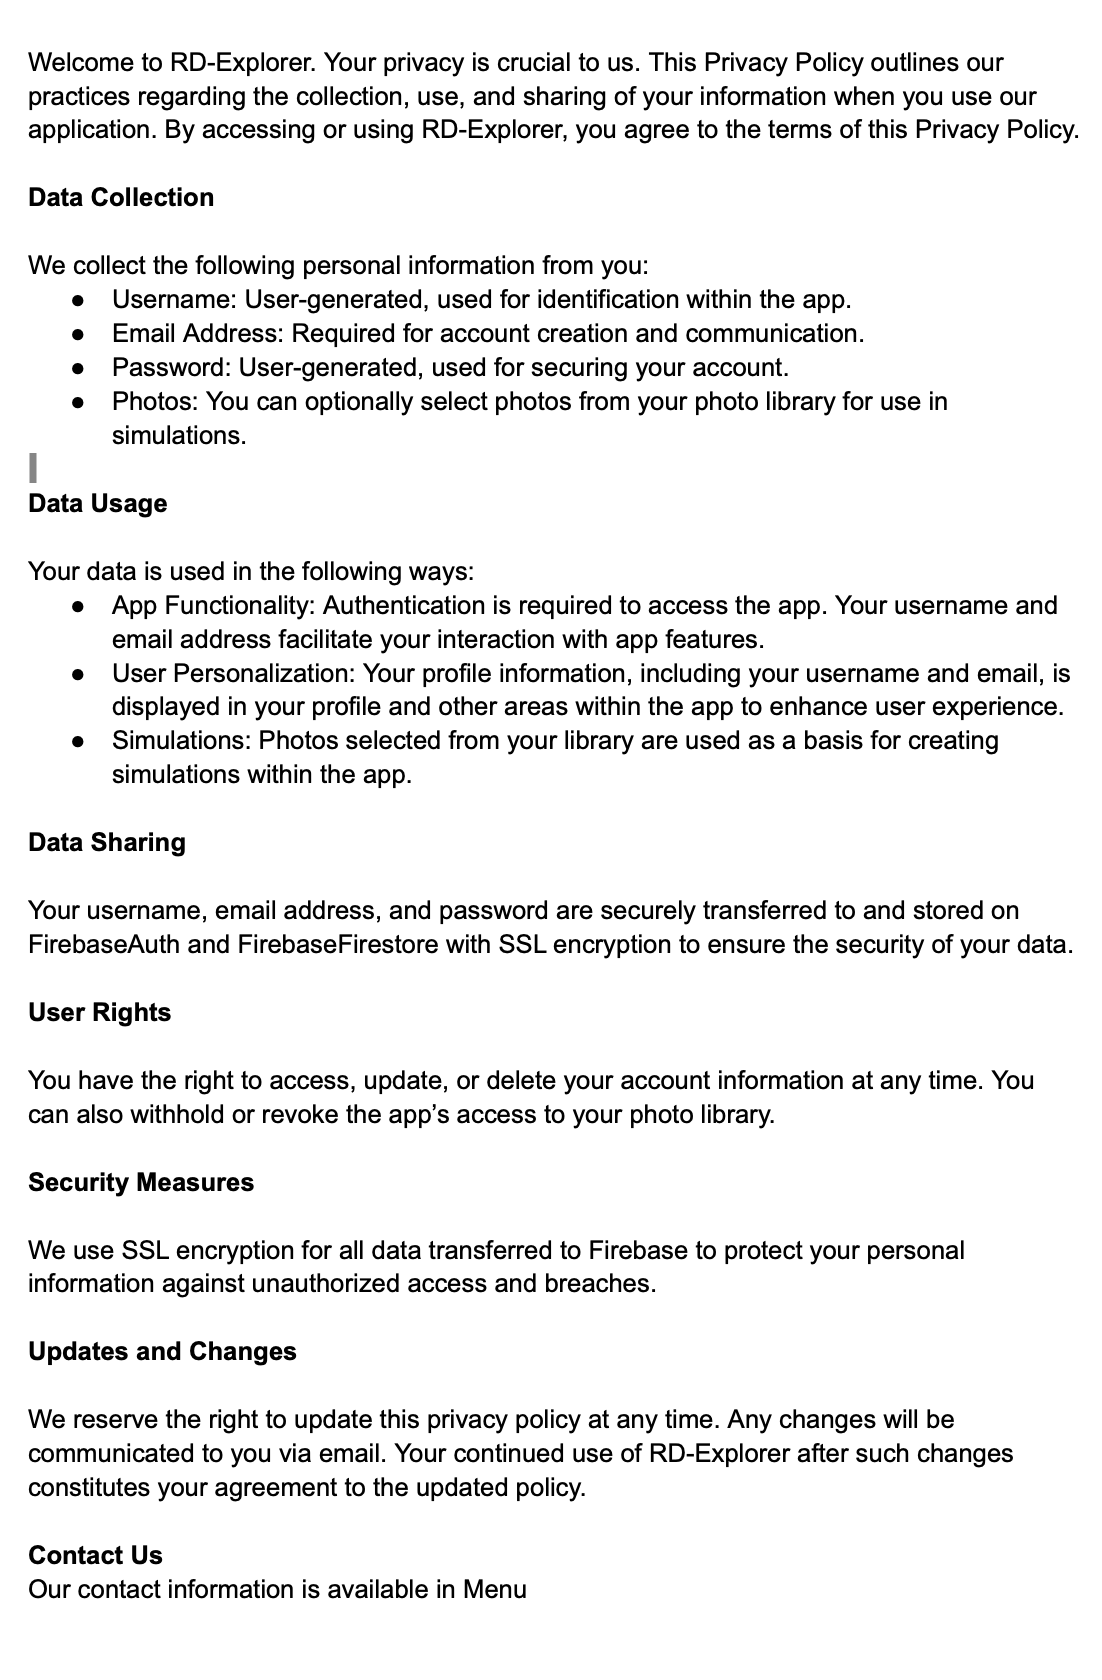 Welcome to RD-Explorer. Your privacy is crucial to us. This Privacy Policy outlines our
practices regarding the collection, use, and sharing of your information when you use our
application. By accessing or using RD-Explorer, you agree to the terms of this Privacy Policy.
Data Collection
We collect the following personal information from you:
● Username: User-generated, used for identification within the app.
● Email Address: Required for account creation and communication.
● Password: User-generated, used for securing your account.
● Photos: You can optionally select photos from your photo library for use in
simulations.
Data Usage
Your data is used in the following ways:
● App Functionality: Authentication is required to access the app. Your username and
email address facilitate your interaction with app features.
● User Personalization: Your profile information, including your username and email, is
displayed in your profile and other areas within the app to enhance user experience.
● Simulations: Photos selected from your library are used as a basis for creating
simulations within the app.
Data Sharing
Your username, email address, and password are securely transferred to and stored on
FirebaseAuth and FirebaseFirestore with SSL encryption to ensure the security of your data.
User Rights
You have the right to access, update, or delete your account information at any time. You
can also withhold or revoke the app’s access to your photo library.
Security Measures
We use SSL encryption for all data transferred to Firebase to protect your personal
information against unauthorized access and breaches.
Updates and Changes
We reserve the right to update this privacy policy at any time. Any changes will be
communicated to you via email. Your continued use of RD-Explorer after such changes
constitutes your agreement to the updated policy.
Contact Us
Our contact information is available in Menu